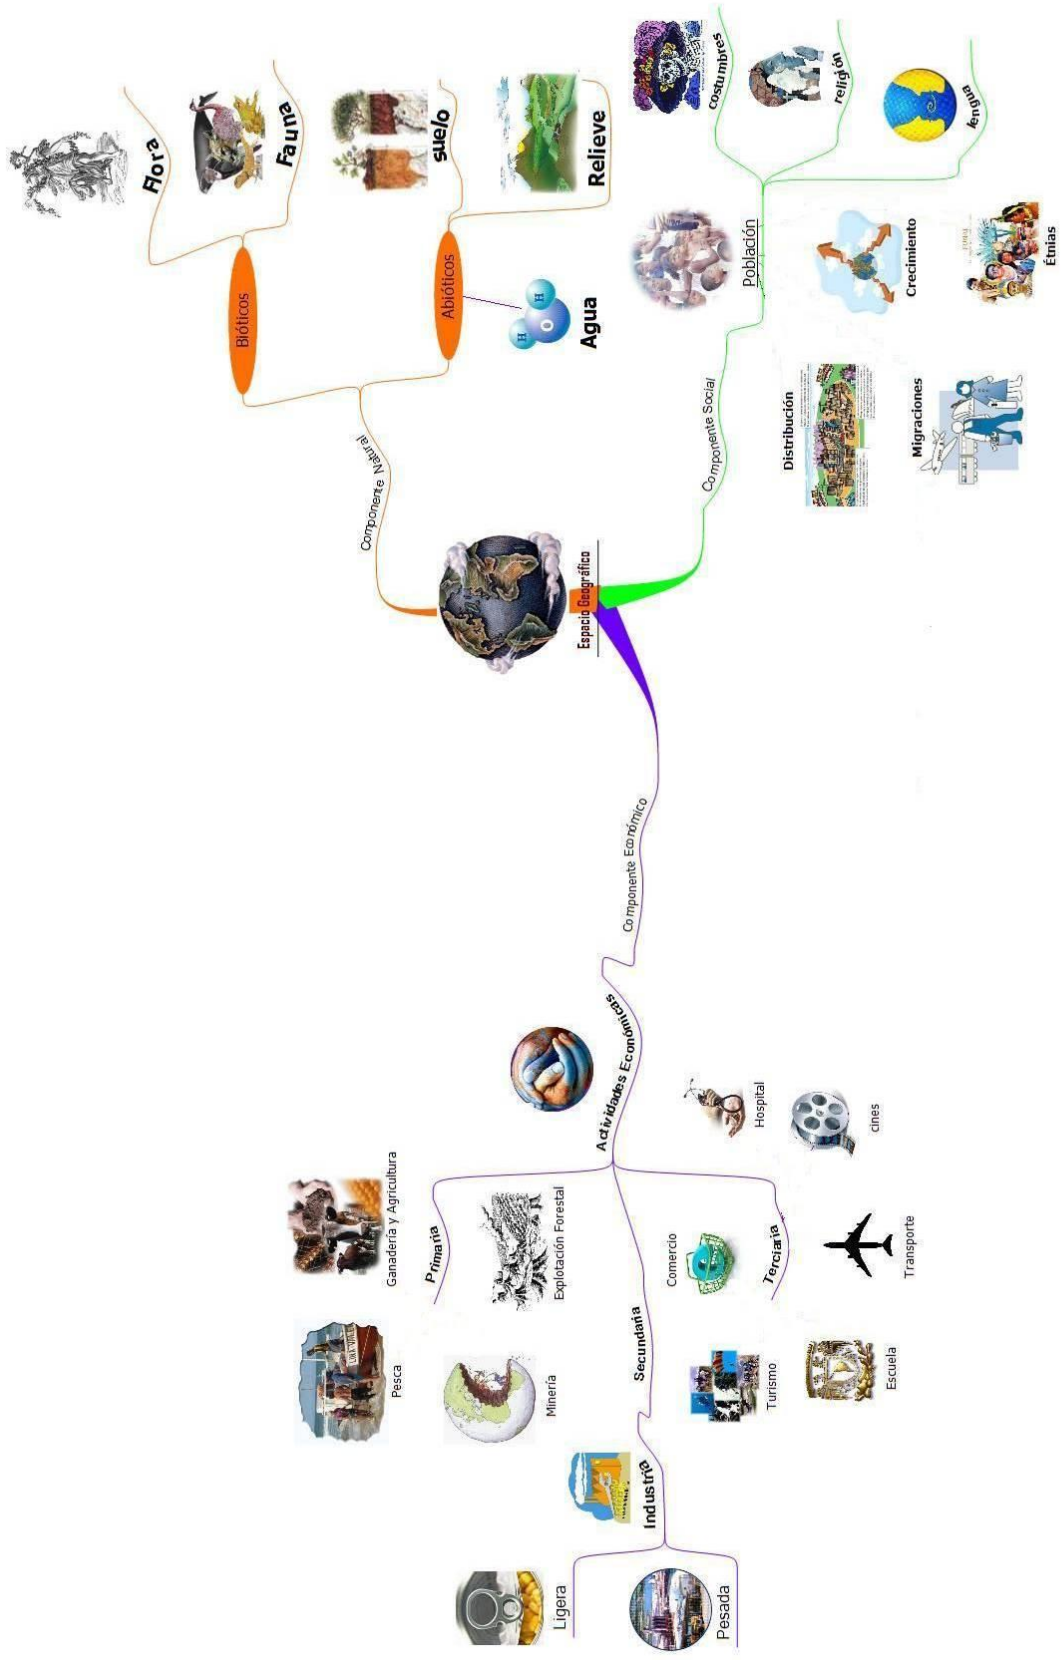 Espacio Geográfico
Componente Natural
Bióticos
Flora
Fauna
Abióticos
suelo
Relieve
Agua
Componente Social
Población
costumbres
religión
lengua
Distribución
Crecimiento
Migraciones
Étnias
Componente Económico
Actividades Económicas
Primaria
Ganadería y Agricultura
Pesca
Explotación Forestal
Minería
Secundaria
Industria
Ligera
Pesada
Terciaria
Comercio
Hospital
cines
Turismo
Transporte
Escuela
H
H
O